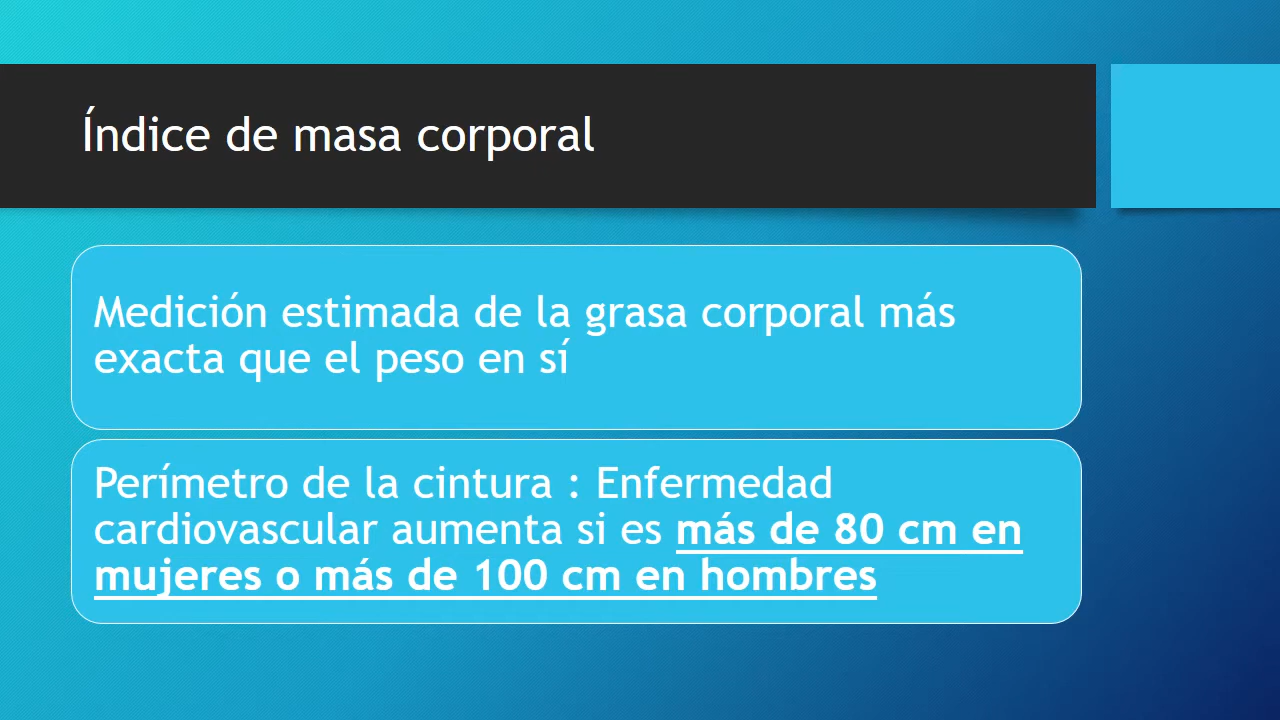 Índice de masa corporal
Medición estimada de la grasa corporal más
exacta que el peso en sí
Perímetro de la cintura : Enfermedad
cardiovascular aumenta si es más de 80 cm en
mujeres o más de 100 cm en hombres